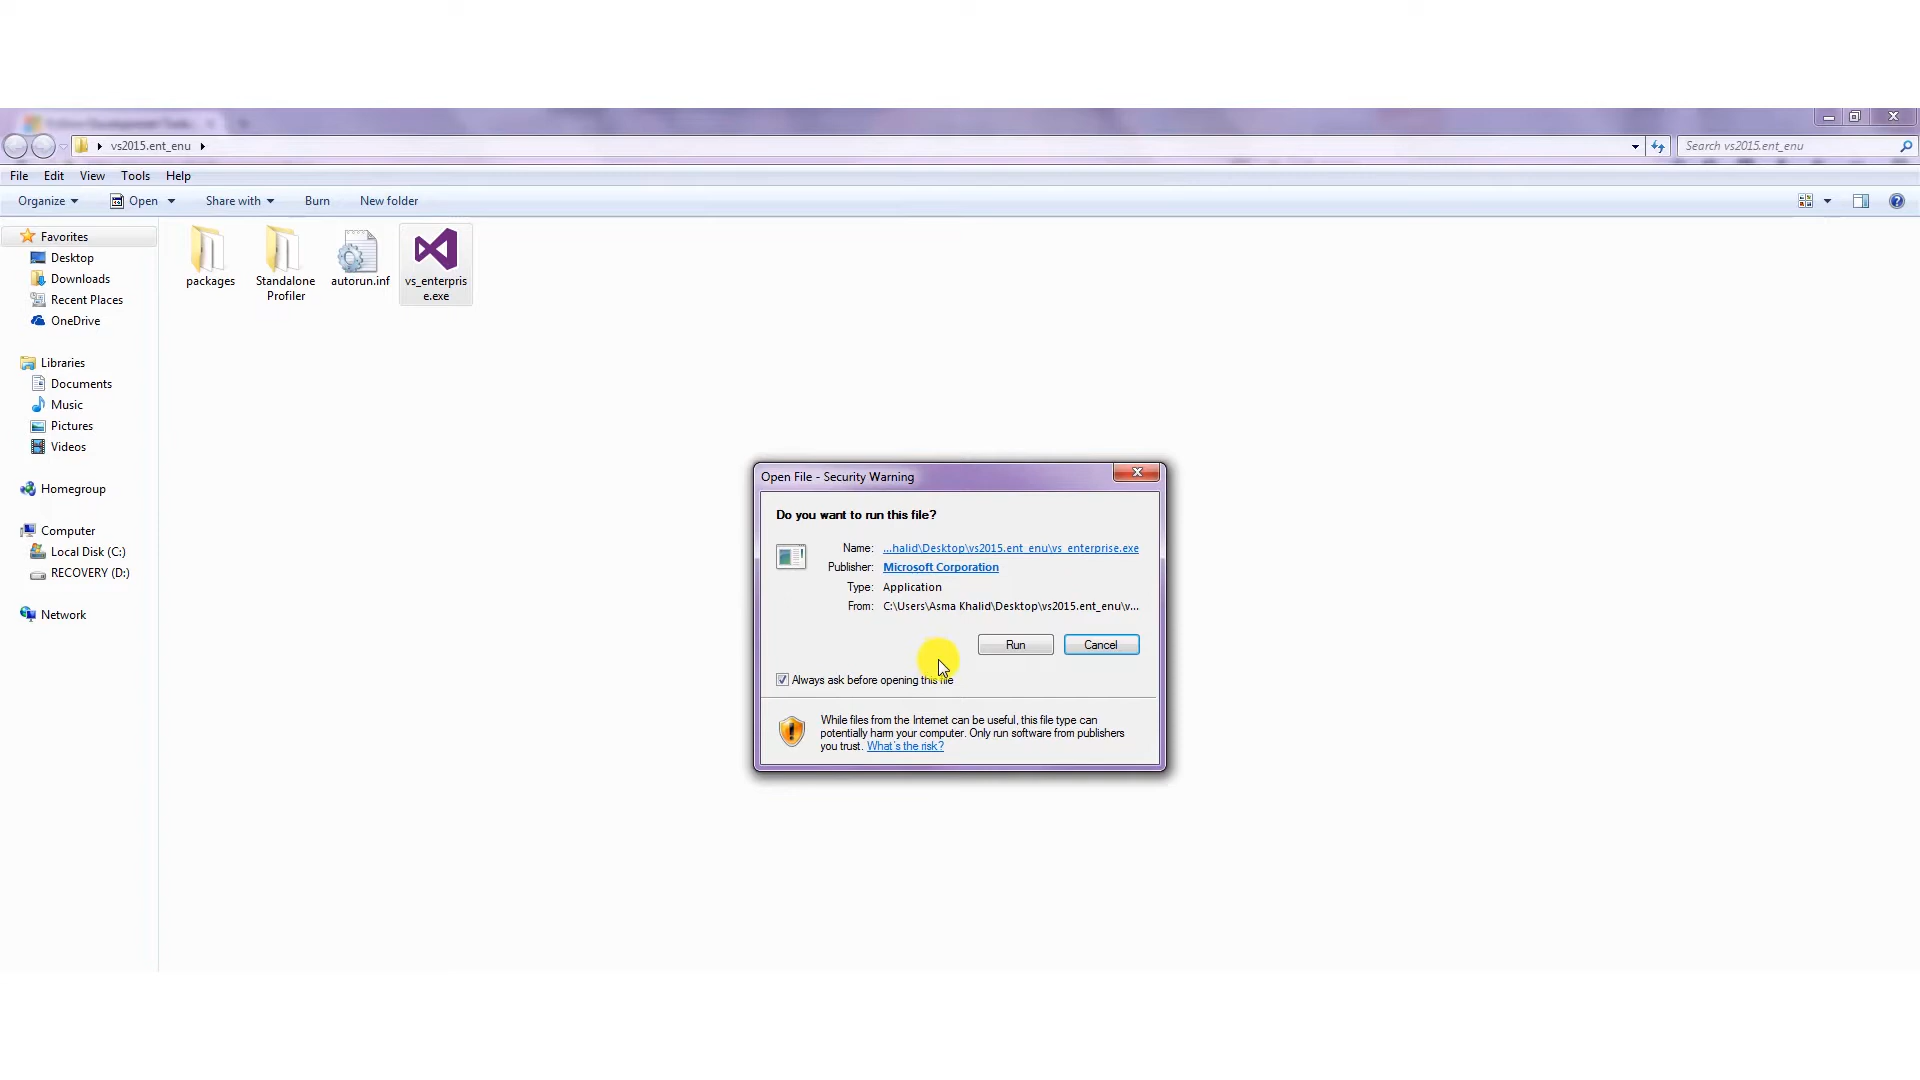 vs2015.ent_enu
Search vs2015.ent_enu
File Edit View Tools Help
Organize Open Share with Burn New folder
Favorites
Desktop
Downloads
Recent Places
OneDrive
Libraries
Documents
Music
Pictures
Videos
Homegroup
Computer
Local Disk (C:)
RECOVERY (D:)
Network
packages
Standalone
Profiler
autorun.inf
vs_enterpris
e.exe
Open File - Security Warning
Do you want to run this file?
Name: ...halid\Desktop\vs2015.ent_enu\vs_enterprise.exe
Publisher: Microsoft Corporation
Type: Application
From: C:\Users\Asma Khalid\Desktop\vs2015.ent_enu\v...
Run Cancel
Always ask before opening this file
While files from the Internet can be useful, this file type can
potentially harm your computer. Only run software from publishers
you trust. What's the risk?